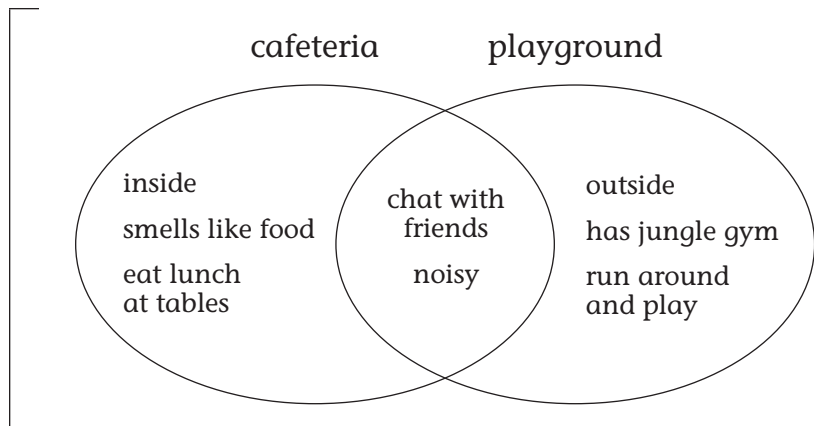 cafeteria
playground
inside
smells like food
eat lunch
at tables
chat with
friends
noisy
outside
has jungle gym
run around
and play